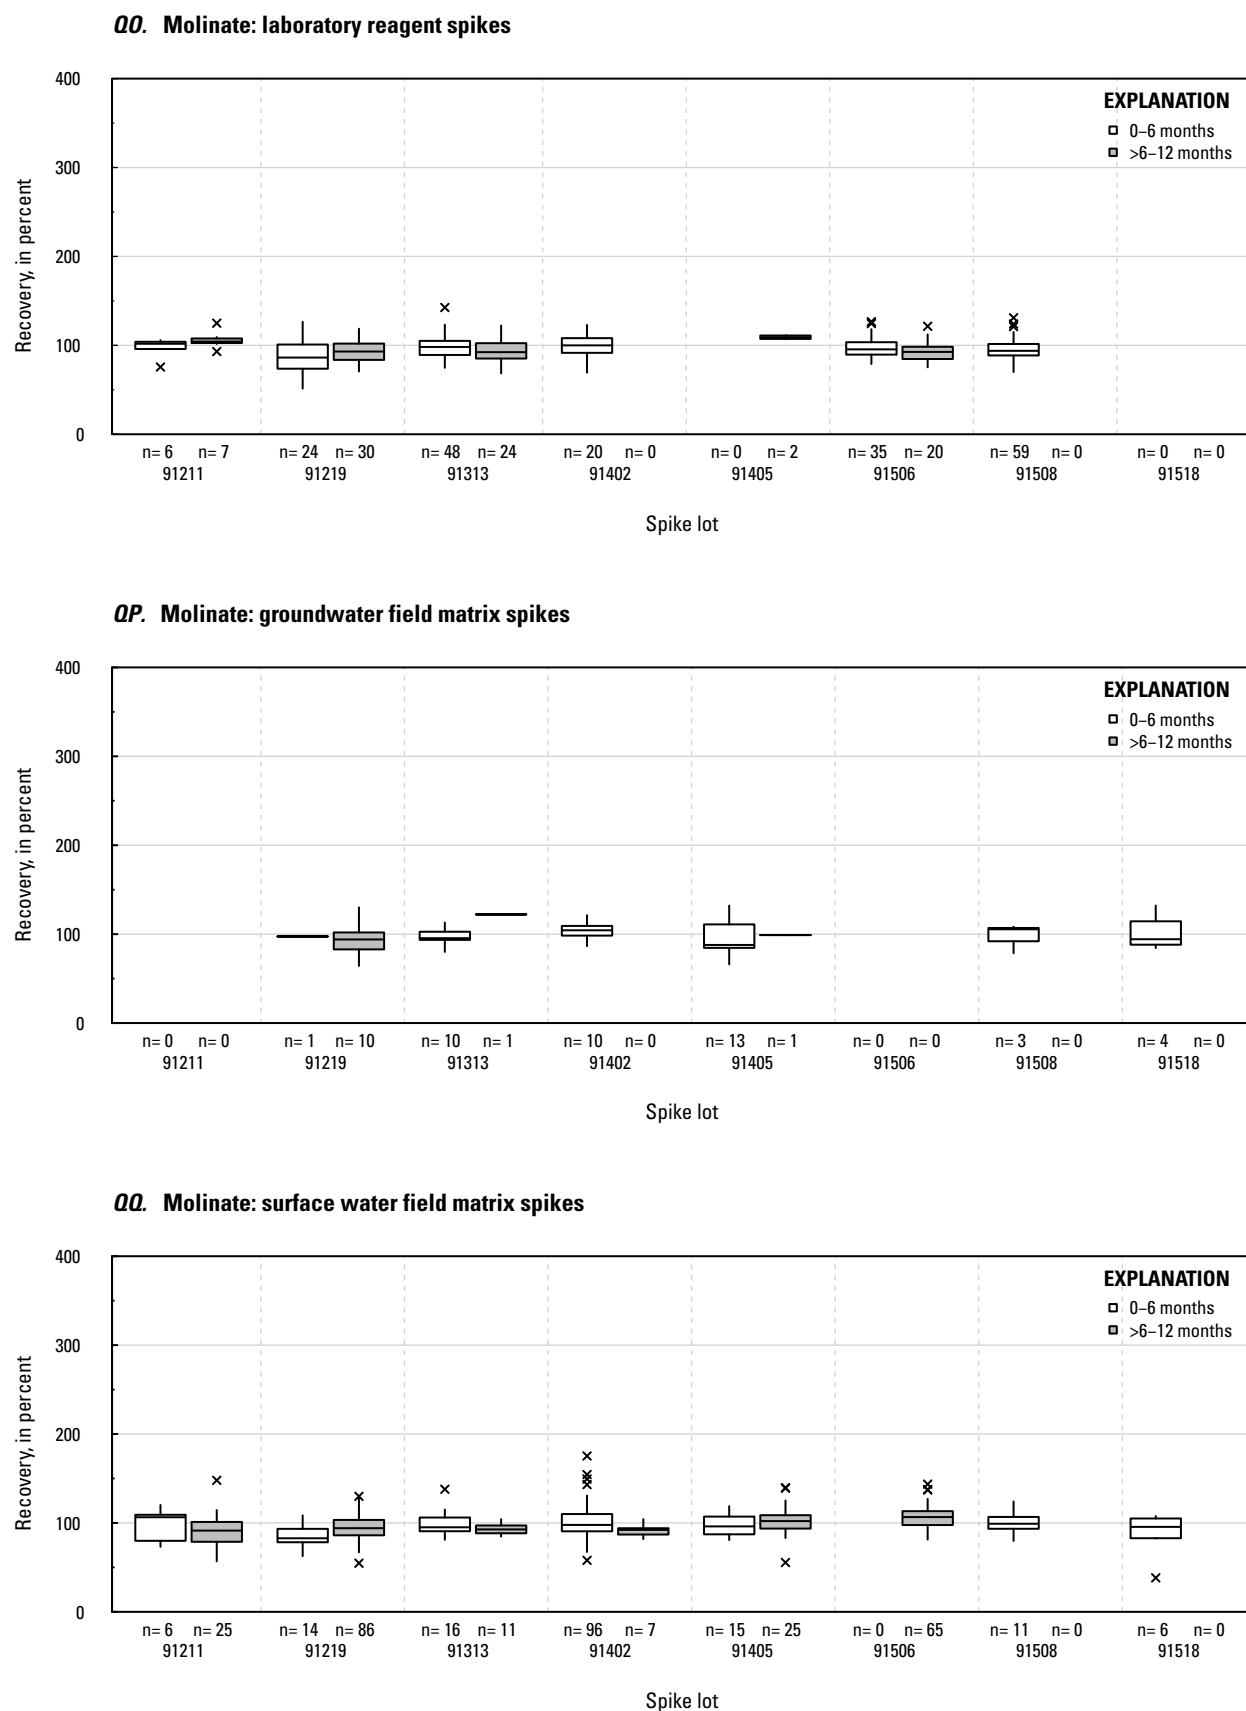 QO. Molinate: laboratory reagent spikes
400
300
200
100
0
Recovery, in percent
EXPLANATION
0–6 months
>6–12 months
n= 6 n= 7 n= 24 n= 30 n= 48 n= 24 n= 20 n= 0 n= 0 n= 2 n= 35 n= 20 n= 59 n= 0 n= 0 n= 0
91211 91219 91313 91402 91405 91506 91508 91518
Spike lot
QP. Molinate: groundwater field matrix spikes
400
300
200
100
0
Recovery, in percent
EXPLANATION
0–6 months
>6–12 months
n= 0 n= 0 n= 1 n= 10 n= 10 n= 1 n= 10 n= 0 n= 13 n= 1 n= 0 n= 0 n= 3 n= 0 n= 4 n= 0
91211 91219 91313 91402 91405 91506 91508 91518
Spike lot
QQ. Molinate: surface water field matrix spikes
400
300
200
100
0
Recovery, in percent
EXPLANATION
0–6 months
>6–12 months
n= 6 n= 25 n= 14 n= 86 n= 16 n= 11 n= 96 n= 7 n= 15 n= 25 n= 0 n= 65 n= 11 n= 0 n= 6 n= 0
91211 91219 91313 91402 91405 91506 91508 91518
Spike lot